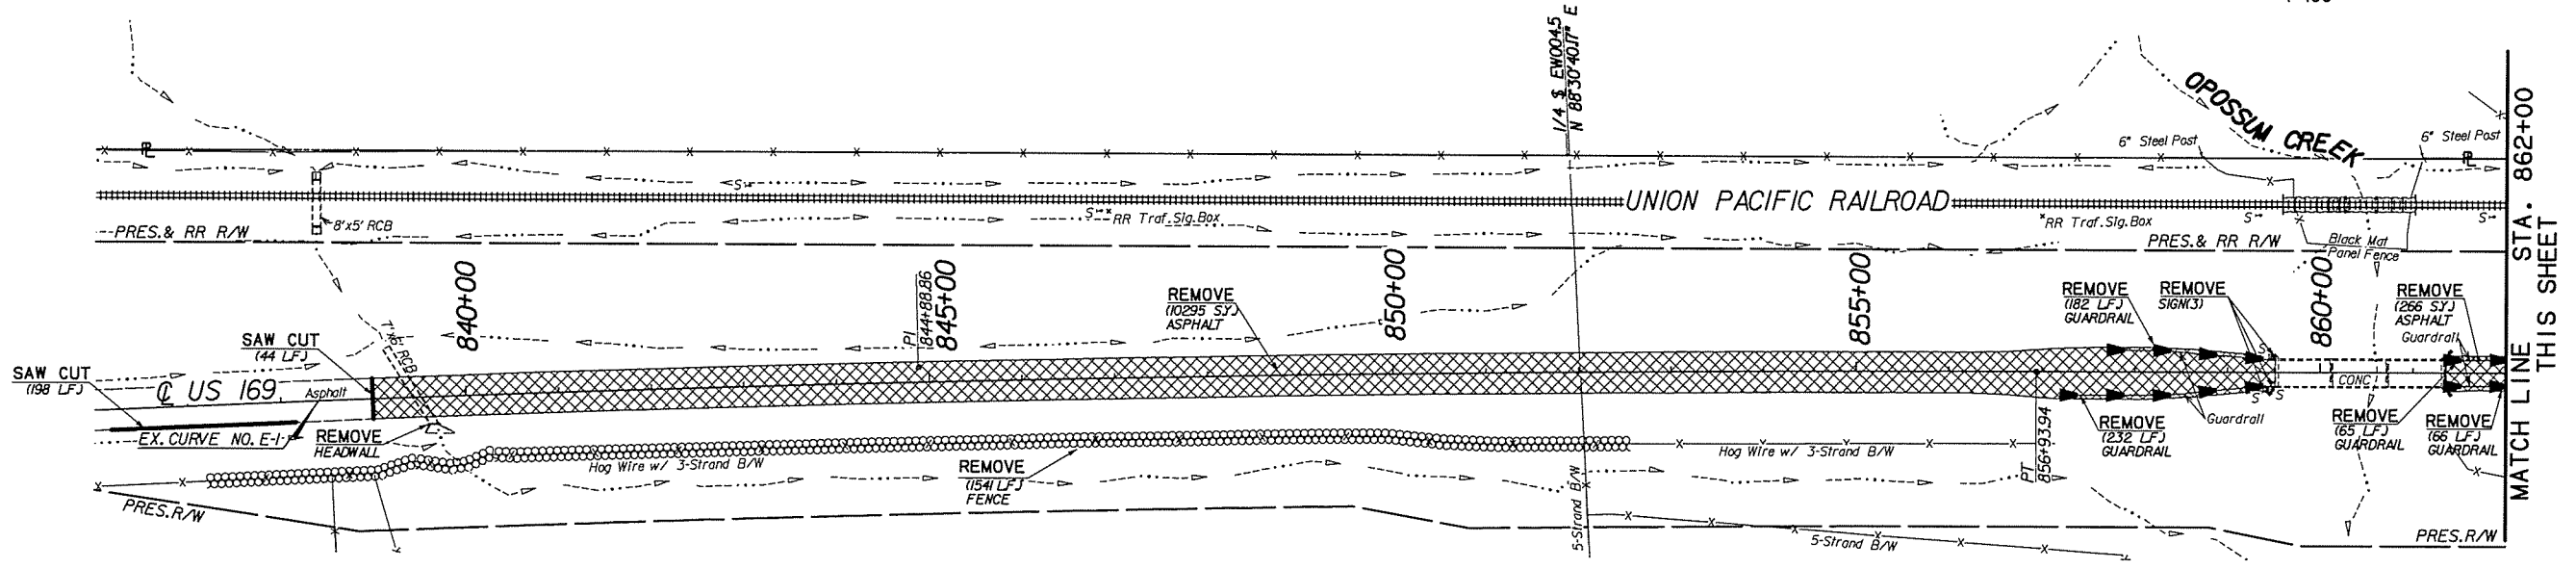 1/4 $ EW004.5
N 88°30'40.17" E
OPOSSUM CREEK
6" Steel Post
6" Steel Post
PL
PL
S
8'x5' RCB
UNION PACIFIC RAILROAD
S
RR Traf. Sig. Box
RR Traf. Sig. Box
S
S
PRES. & RR R/W
PRES. & RR R/W
Black Mat
Panel Fence
840+00
PI
844+88.86
845+00
850+00
855+00
860+00
REMOVE
(10295 SY)
ASPHALT
REMOVE
(182 LF)
GUARDRAIL
REMOVE
SIGN(3)
REMOVE
(266 SY)
ASPHALT
Guardrail
SAW CUT
(44 LF)
SAW CUT
(198 LF)
CL US 169
Asphalt
7'x6' RCB
EX. CURVE NO. E-1
REMOVE
HEADWALL
CONC
S
S
S
Guardrail
REMOVE
(232 LF)
GUARDRAIL
REMOVE
(65 LF)
GUARDRAIL
REMOVE
(66 LF)
GUARDRAIL
PT
856+93.94
Hog Wire w/ 3-Strand B/W
REMOVE
(1541 LF)
FENCE
Hog Wire w/ 3-Strand B/W
5-Strand B/W
5-Strand B/W
PRES. R/W
PRES. R/W
MATCH LINE STA. 862+00
THIS SHEET